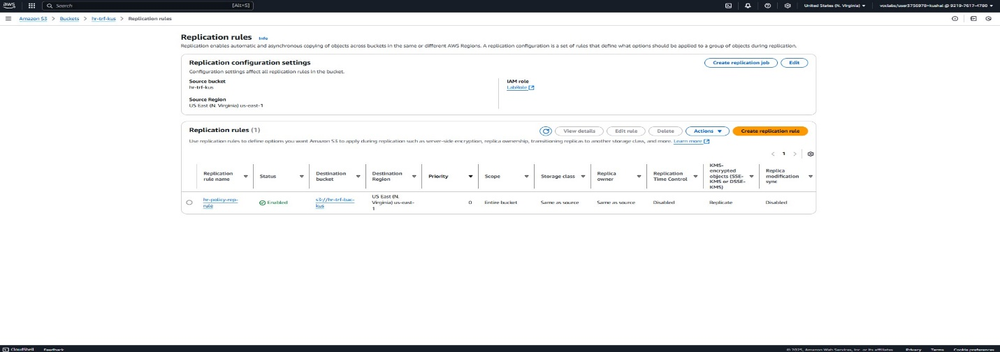 aws
Search [Alt+S] United States (N. Virginia) voclabs/user3756978=kushal @ 9219-7617-4780
Amazon S3 > Buckets > hr-trf-kus > Replication rules
Replication rules Info
Replication enables automatic and asynchronous copying of objects across buckets in the same or different AWS Regions. A replication configuration is a set of rules that define what options should be applied to a group of objects during replication.
Replication configuration settings Create replication job Edit
Configuration settings affect all replication rules in the bucket.
Source bucket IAM role
hr-trf-kus LabRole
Source Region
US East (N. Virginia) us-east-1
Replication rules (1) View details Edit rule Delete Actions Create replication rule
Use replication rules to define options you want Amazon S3 to apply during replication such as server-side encryption, replica ownership, transitioning replicas to another storage class, and more. Learn more
< 1 >
Replication rule name Status Destination bucket Destination Region Priority Scope Storage class Replica owner Replication Time Control KMS-encrypted objects (SSE-KMS or DSSE-KMS) Replica modification sync
hr-policy-rep-rule Enabled s3://hr-trf-bac-kus US East (N. Virginia) us-east-1 0 Entire bucket Same as source Same as source Disabled Replicate Disabled
CloudShell Feedback © 2025, Amazon Web Services, Inc. or its affiliates. Privacy Terms Cookie preferences